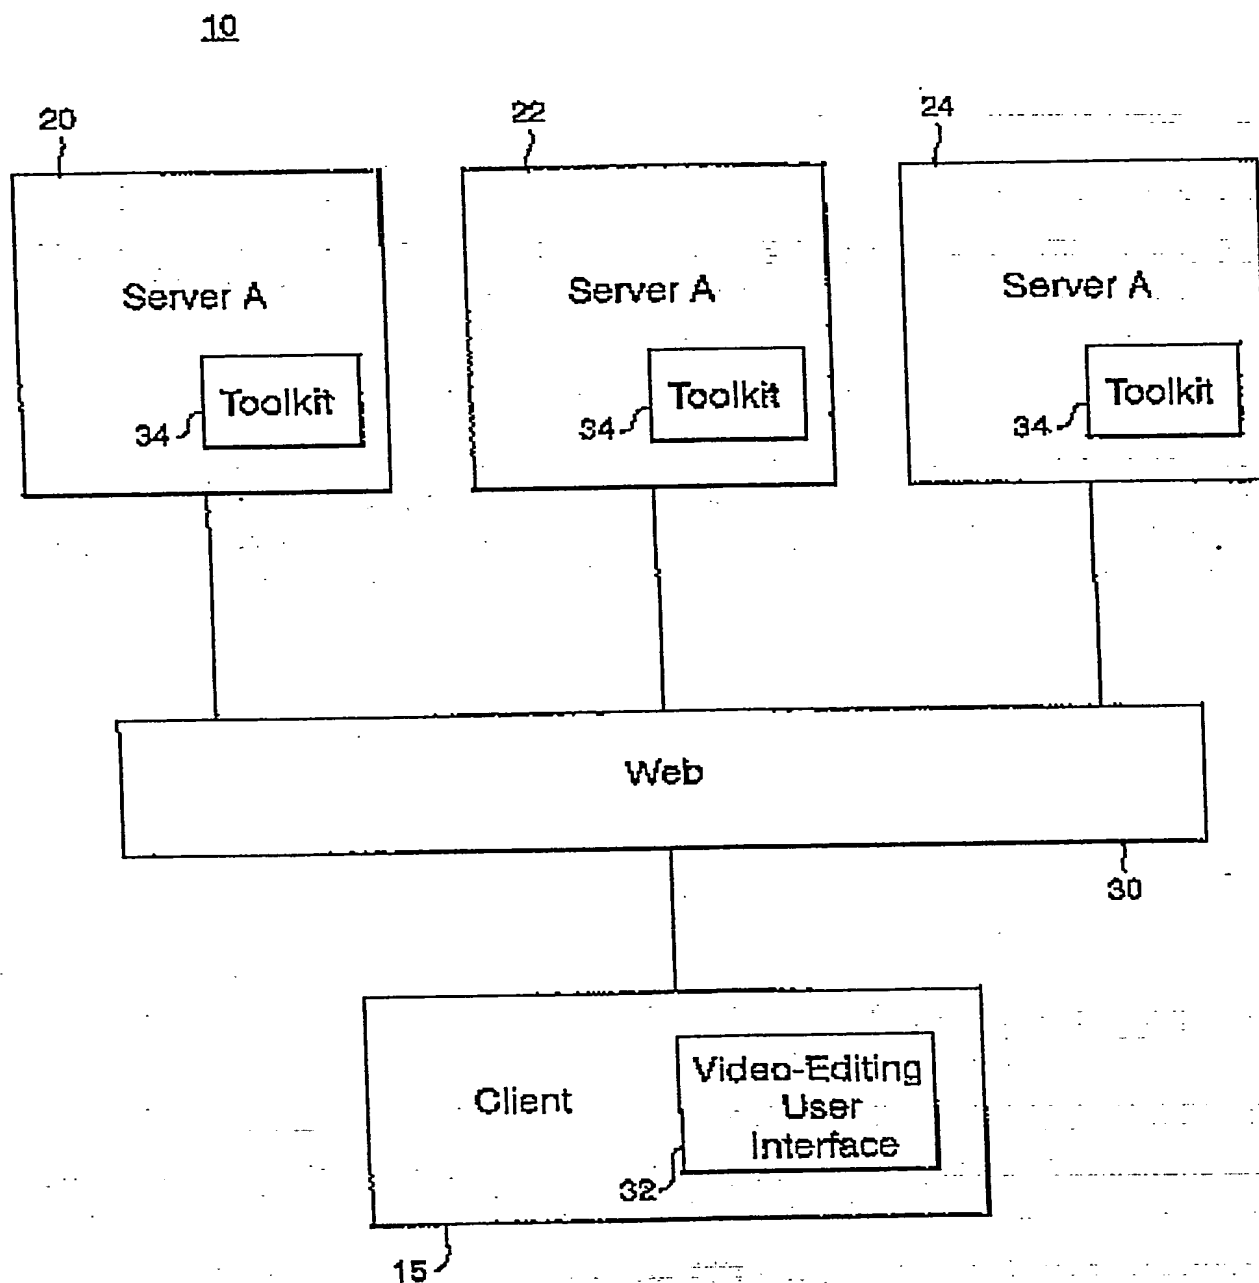 10
20
22
24
Server A
Server A
Server A
Toolkit
Toolkit
Toolkit
34
34
34
Web
30
Client
Video-Editing
User
Interface
32
15